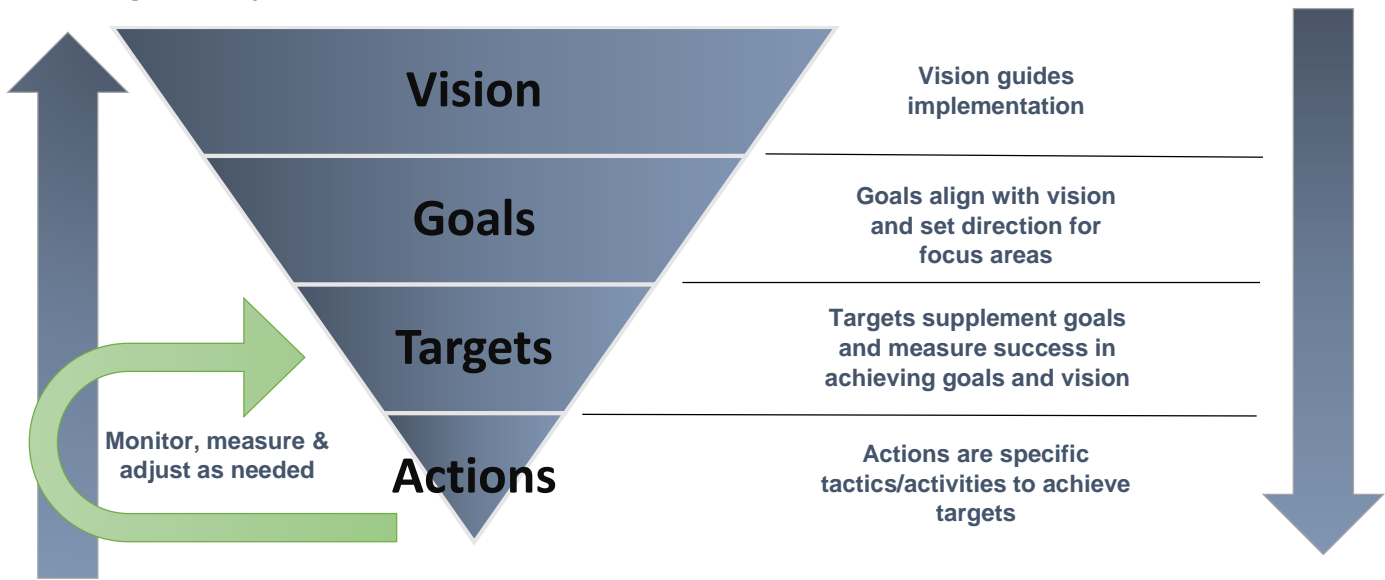 Vision
Vision guides
implementation
Goals
Goals align with vision
and set direction for
focus areas
Targets
Targets supplement goals
and measure success in
achieving goals and vision
Monitor, measure &
adjust as needed
Actions
Actions are specific
tactics/activities to achieve
targets